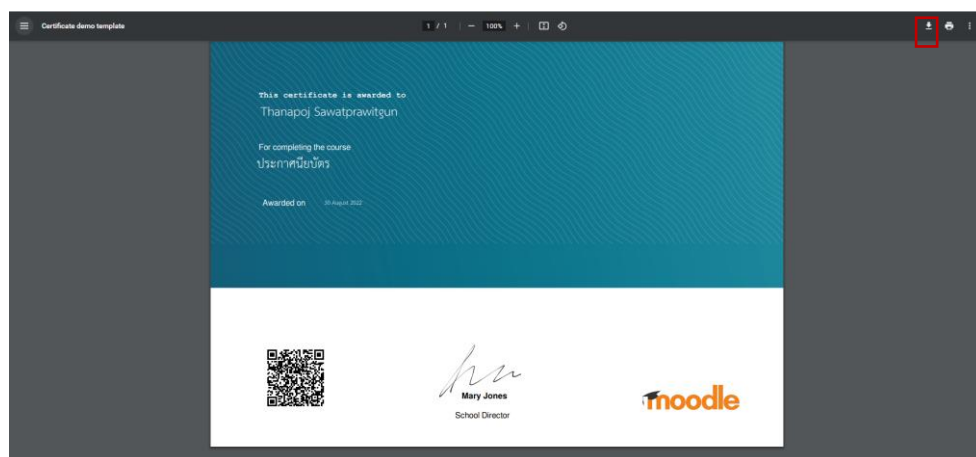 Certificate demo template
1 / 1 | — 100% + |
This certificate is awarded to
Thanapoj Sawatprawitgun
For completing the course
ประกาศนียบัตร
Awarded on 30 August 2022
Mary Jones
School Director
moodle